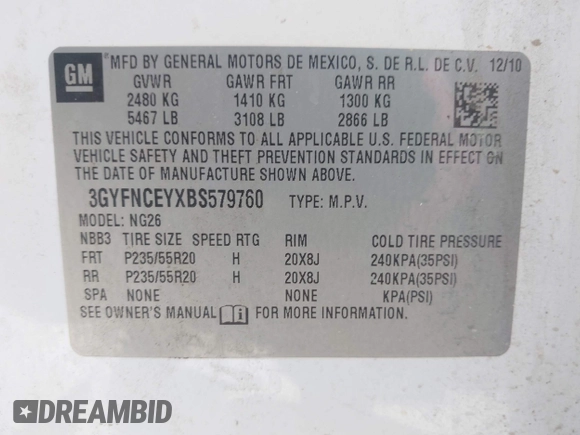 GM MFD BY GENERAL MOTORS DE MEXICO, S. DE R.L. DE C.V. 12/10
GVWR GAWR FRT GAWR RR
2480 KG 1410 KG 1300 KG
5467 LB 3108 LB 2866 LB
THIS VEHICLE CONFORMS TO ALL APPLICABLE U.S. FEDERAL MOTOR
VEHICLE SAFETY AND THEFT PREVENTION STANDARDS IN EFFECT ON
THE DATE OF MANUFACTURE SHOWN ABOVE.
3GYFNCEYXBS579760 TYPE: M.P.V.
MODEL: NG26
NBB3 TIRE SIZE SPEED RTG RIM COLD TIRE PRESSURE
FRT P235/55R20 H 20X8J 240KPA(35PSI)
RR P235/55R20 H 20X8J 240KPA(35PSI)
SPA NONE NONE KPA(PSI)
SEE OWNER'S MANUAL i FOR MORE INFORMATION.
DREAMBID